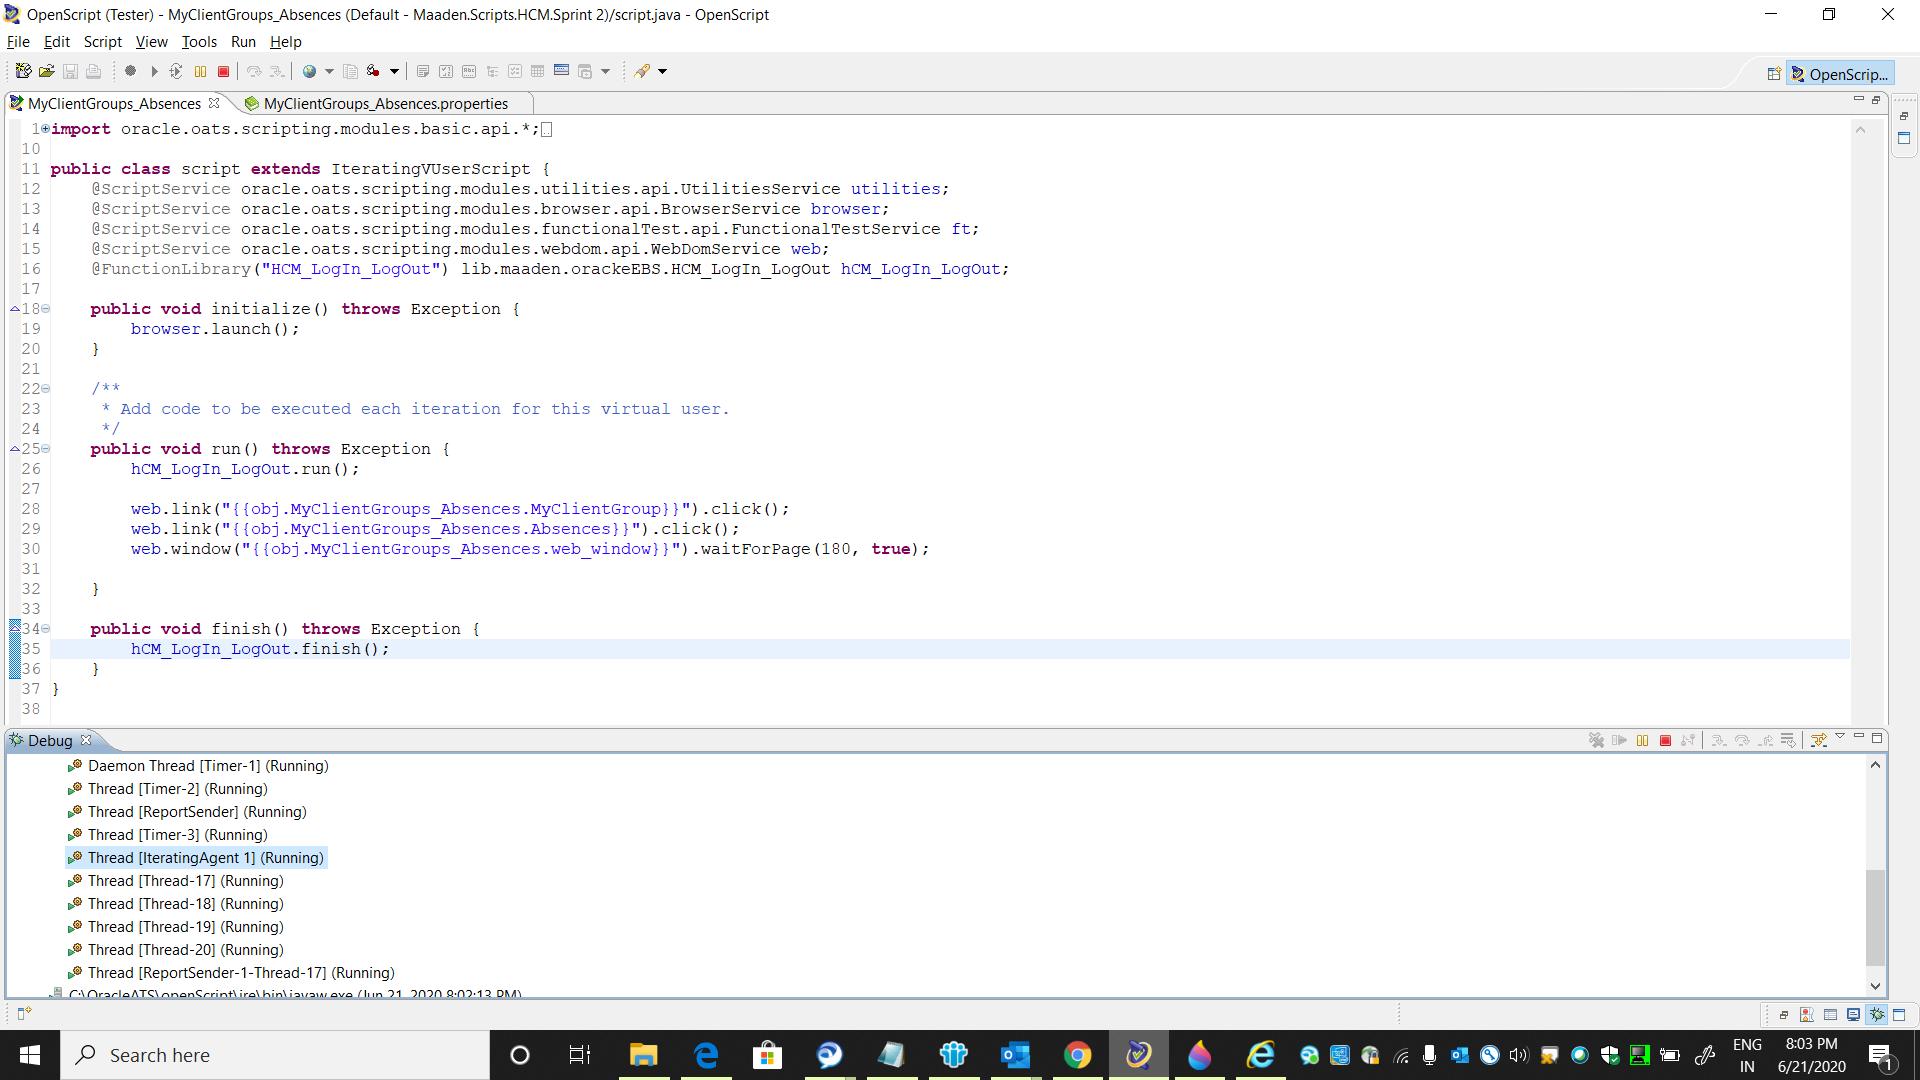 OpenScript (Tester) - MyClientGroups_Absences (Default - Maaden.Scripts.HCM.Sprint 2)/script.java - OpenScript
File Edit Script View Tools Run Help
OpenScrip...
MyClientGroups_Absences MyClientGroups_Absences.properties
1 import oracle.oats.scripting.modules.basic.api.*;
10
11 public class script extends IteratingVUserScript {
12 @ScriptService oracle.oats.scripting.modules.utilities.api.UtilitiesService utilities;
13 @ScriptService oracle.oats.scripting.modules.browser.api.BrowserService browser;
14 @ScriptService oracle.oats.scripting.modules.functionalTest.api.FunctionalTestService ft;
15 @ScriptService oracle.oats.scripting.modules.webdom.api.WebDomService web;
16 @FunctionLibrary("HCM_LogIn_LogOut") lib.maaden.orackeEBS.HCM_LogIn_LogOut hCM_LogIn_LogOut;
17
18 public void initialize() throws Exception {
19 browser.launch();
20 }
21
22 /**
23 * Add code to be executed each iteration for this virtual user.
24 */
25 public void run() throws Exception {
26 hCM_LogIn_LogOut.run();
27
28 web.link("{{obj.MyClientGroups_Absences.MyClientGroup}}").click();
29 web.link("{{obj.MyClientGroups_Absences.Absences}}").click();
30 web.window("{{obj.MyClientGroups_Absences.web_window}}").waitForPage(180, true);
31
32 }
33
34 public void finish() throws Exception {
35 hCM_LogIn_LogOut.finish();
36 }
37 }
38
Debug
Daemon Thread [Timer-1] (Running)
Thread [Timer-2] (Running)
Thread [ReportSender] (Running)
Thread [Timer-3] (Running)
Thread [IteratingAgent 1] (Running)
Thread [Thread-17] (Running)
Thread [Thread-18] (Running)
Thread [Thread-19] (Running)
Thread [Thread-20] (Running)
Thread [ReportSender-1-Thread-17] (Running)
C:\OracleATS\openScript\jre\bin\javaw.exe (Jun 21, 2020 8:02:13 PM)
Search here
ENG
IN
8:03 PM
6/21/2020
1